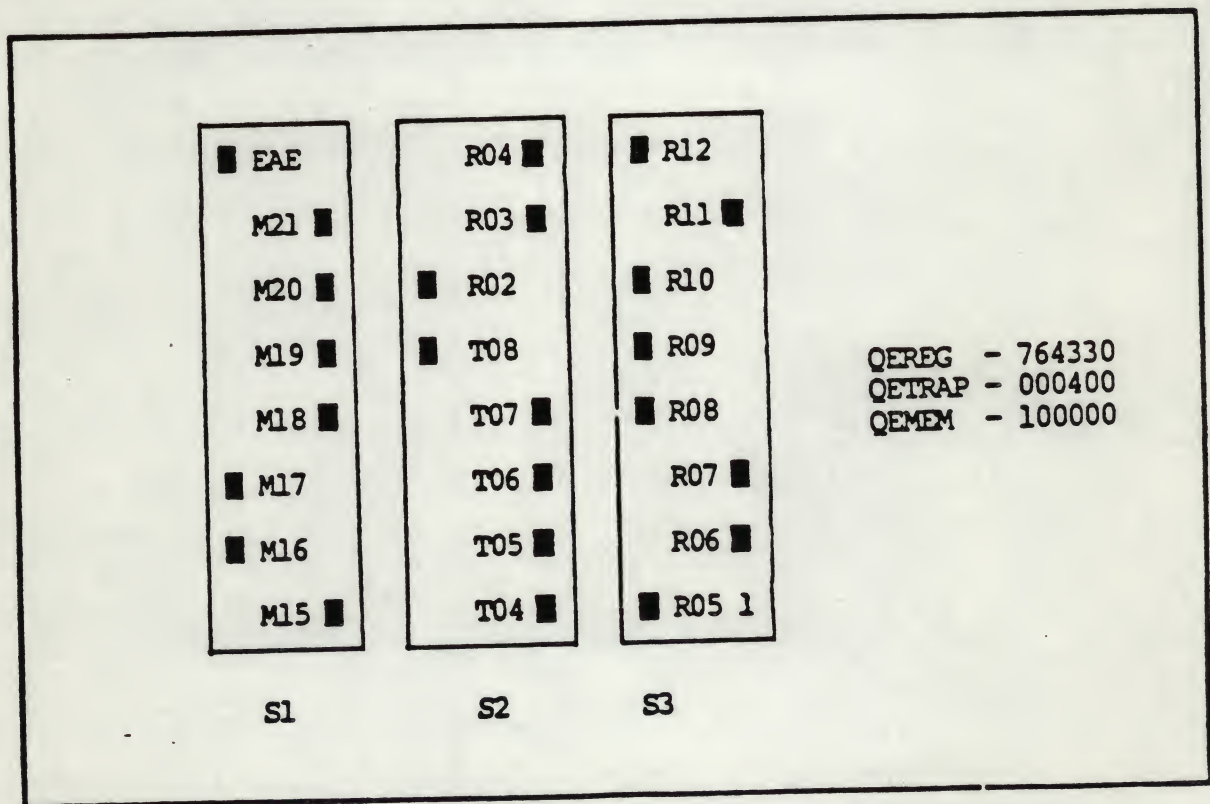 EAE
M21
M20
M19
M18
M17
M16
M15
S1
R04
R03
R02
T08
T07
T06
T05
T04
S2
R12
R11
R10
R09
R08
R07
R06
R05 1
S3
QEREG - 764330
QETRAP - 000400
QEMEM - 100000